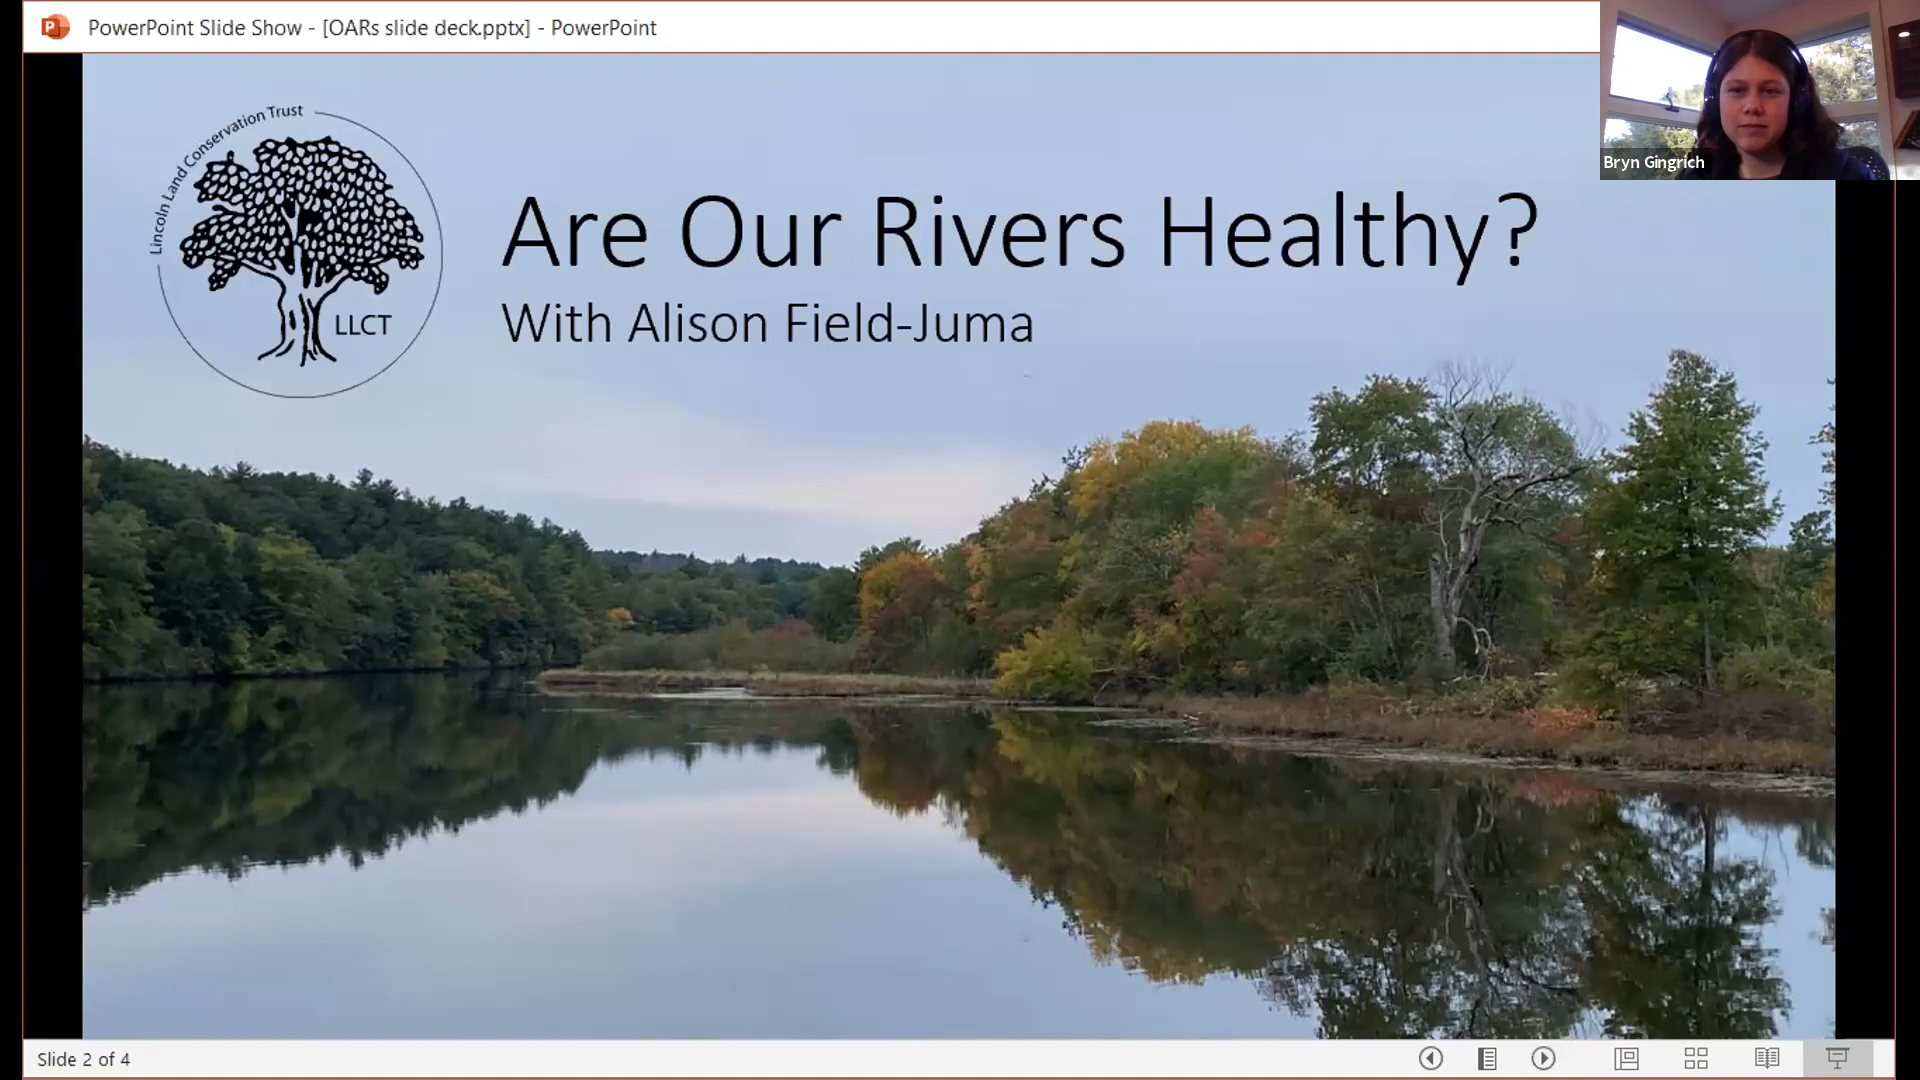 PowerPoint Slide Show - [OARs slide deck.pptx] - PowerPoint
Bryn Gingrich
Lincoln Land Conservation Trust
LLCT
Are Our Rivers Healthy?
With Alison Field-Juma
Slide 2 of 4